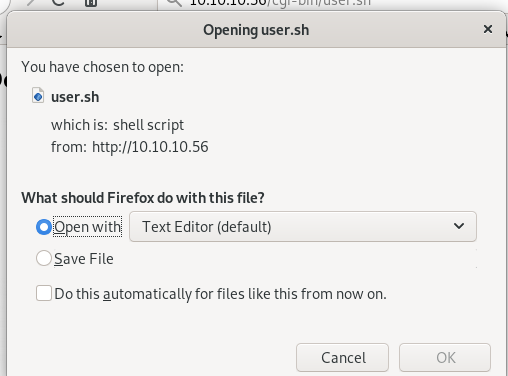 10.10.10.56/cgi-bin/user.sh
Opening user.sh
You have chosen to open:
user.sh
which is: shell script
from: http://10.10.10.56
What should Firefox do with this file?
Open with Text Editor (default)
Save File
Do this automatically for files like this from now on.
Cancel OK